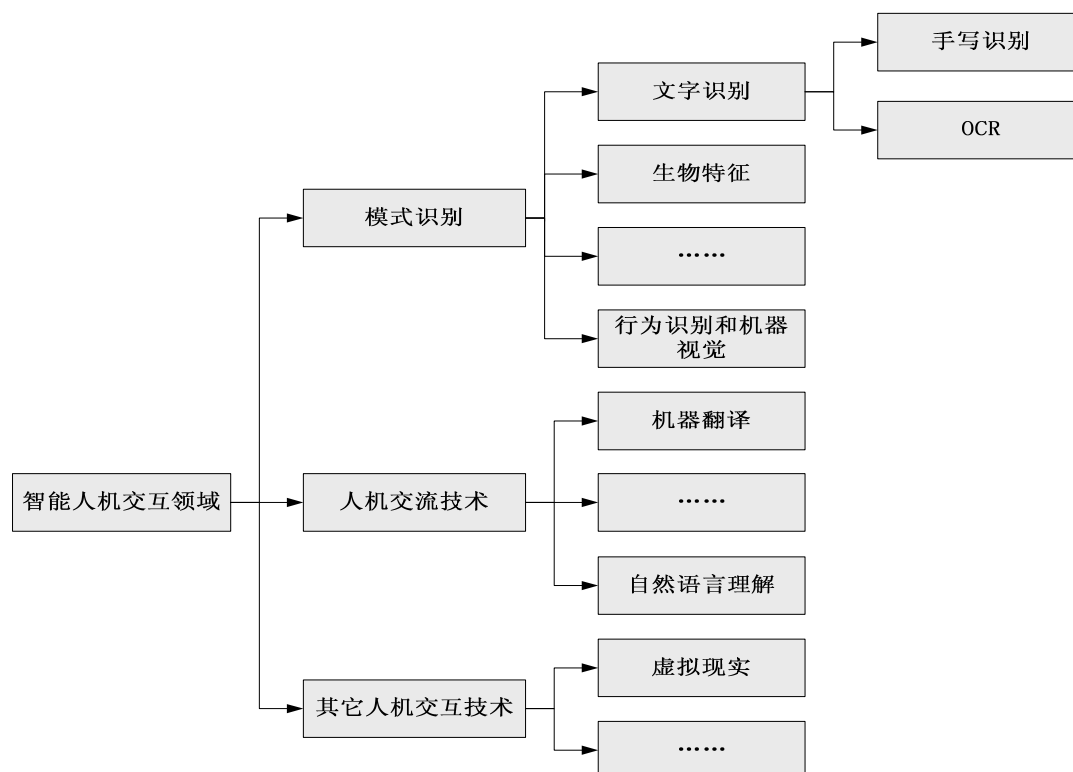 手写识别
文字识别
OCR
生物特征
模式识别
……
行为识别和机器
视觉
机器翻译
智能人机交互领域
人机交流技术
……
自然语言理解
虚拟现实
其它人机交互技术
……